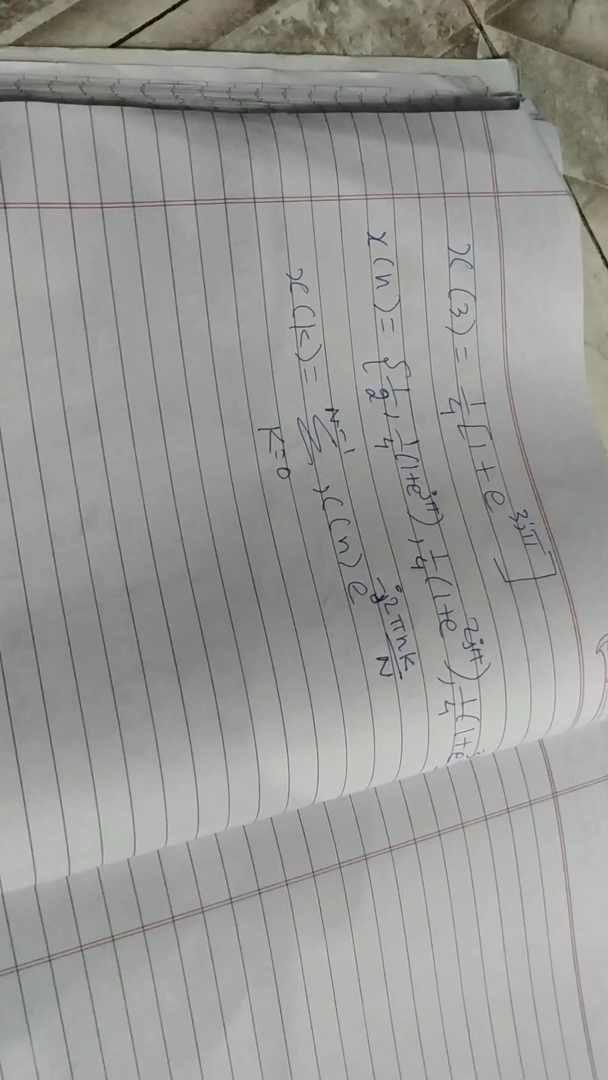 x(3) = 1/4 [1 + e^{3jπ}]
x(n) = {1/2, 1/4(1+e^{jπ}), 1/4(1+e^{2jπ}), 1/4(1+e
x(k) = Σ_{K=0}^{N-1} x(n) e^{-j2πnk/N}